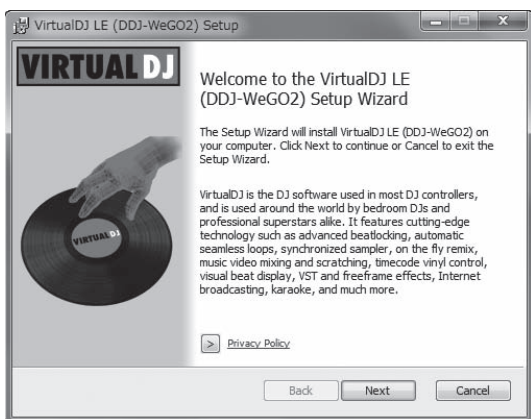 VirtualDJ LE (DDJ-WeGO2) Setup
VIRTUAL DJ
Welcome to the VirtualDJ LE
(DDJ-WeGO2) Setup Wizard
The Setup Wizard will install VirtualDJ LE (DDJ-WeGO2) on
your computer. Click Next to continue or Cancel to exit the
Setup Wizard.
VirtualDJ is the DJ software used in most DJ controllers,
and is used around the world by bedroom DJs and
professional superstars alike. It features cutting-edge
technology such as advanced beatlocking, automatic
seamless loops, synchronized sampler, on the fly remix,
music video mixing and scratching, timecode vinyl control,
visual beat display, VST and freeframe effects, Internet
broadcasting, karaoke, and much more.
VIRTUAL DJ
> Privacy Policy
Back Next Cancel